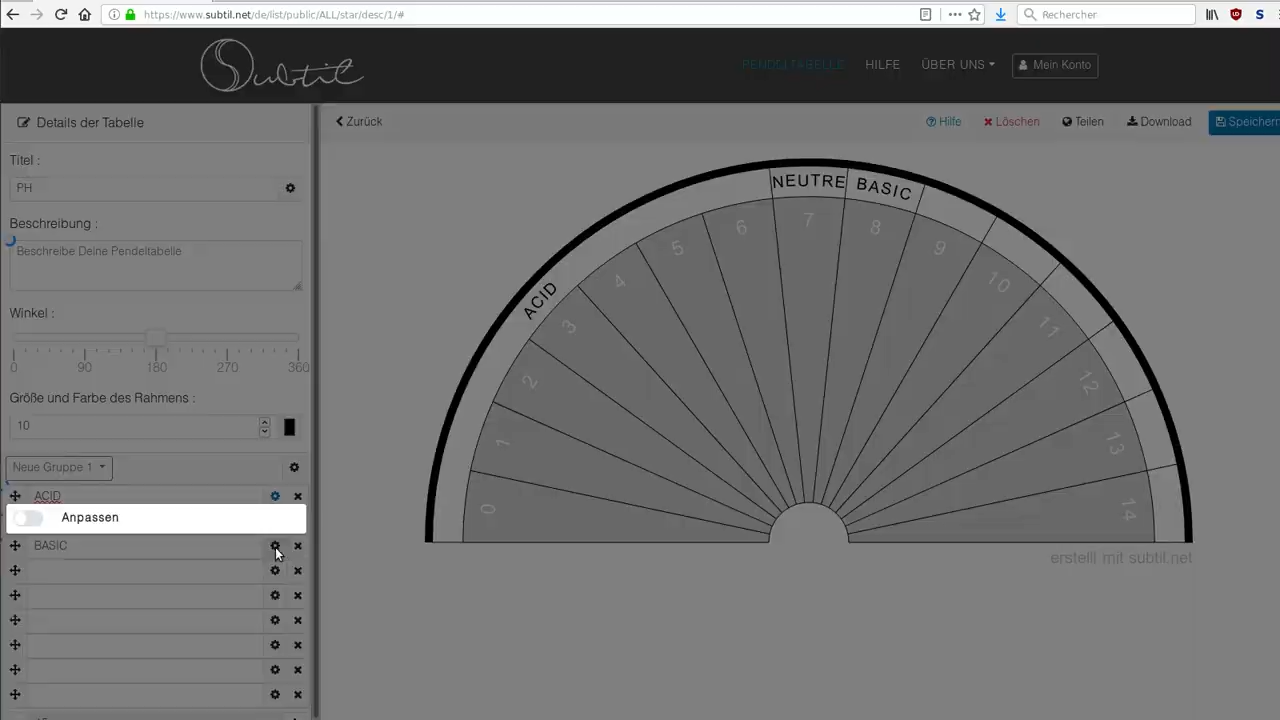 https://www.subtil.net/de/list/public/ALL/star/desc/1/#
Rechercher
Subtil
PENDELTABELLE
HILFE
ÜBER UNS
Mein Konto
Details der Tabelle
Zurück
Hilfe
Löschen
Teilen
Download
Speichern
Titel :
PH
Beschreibung :
Beschreibe Deine Pendeltabelle
Winkel :
0 90 180 270 360
Größe und Farbe des Rahmens :
10
Neue Gruppe 1
ACID
Anpassen
BASIC
ACID
NEUTRE
BASIC
0
1
2
3
4
5
6
7
8
9
10
11
12
13
14
erstellt mit subtil.net